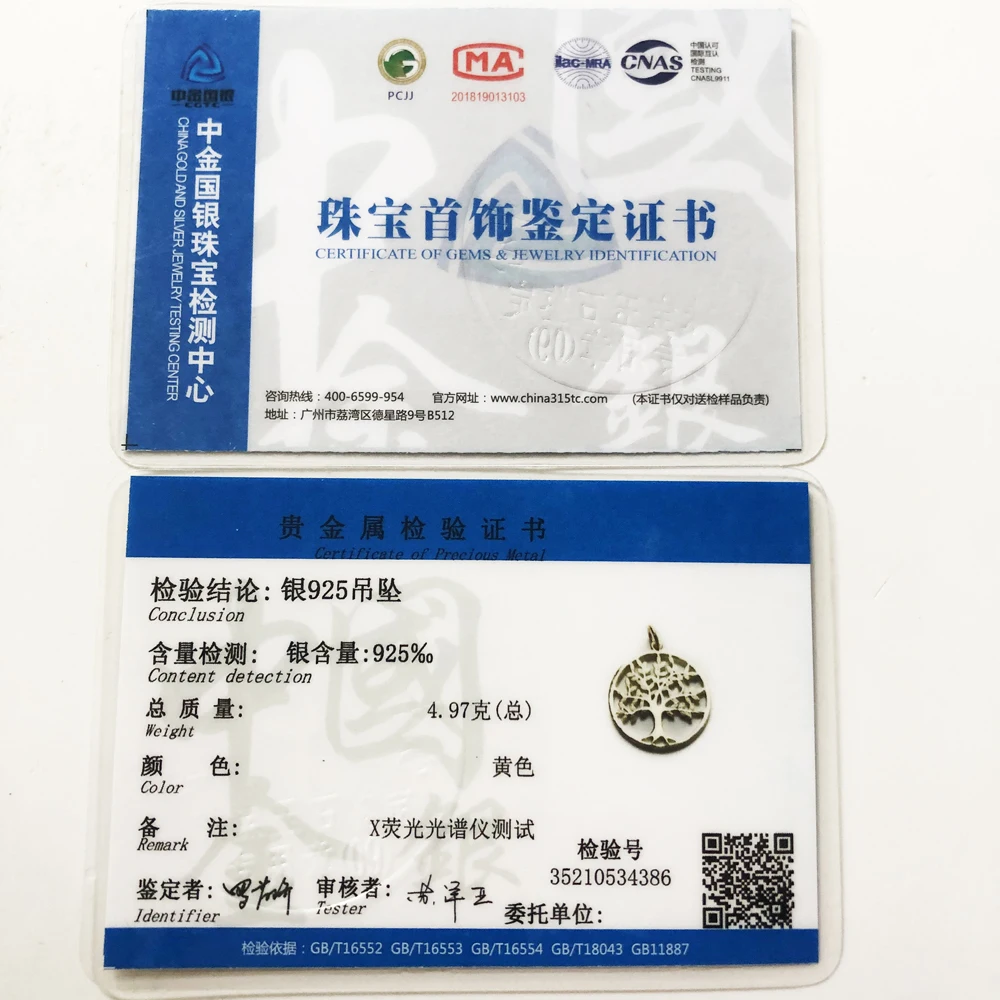 中金国银
CGTC
中金国银珠宝检测中心
CHINA GOLD AND SILVER JEWELRY TESTING CENTER
PCJJ
MA
201819013103
ilac-MRA
CNAS
中国认可
国际互认
检测
TESTING
CNASL9911
珠宝首饰鉴定证书
CERTIFICATE OF GEMS & JEWELRY IDENTIFICATION
咨询热线：400-6599-954 官方网址：www.china315tc.com (本证书仅对送检样品负责)
地址：广州市荔湾区德星路9号B512
贵金属检验证书
Certificate of Precious Metal
检验结论: 银925吊坠
Conclusion
含量检测: 银含量:925‰
Content detection
总质量: 4.97克(总)
Weight
颜 色: 黄色
Color
备 注: X荧光光谱仪测试
Remark
检验号
35210534386
鉴定者: 审核者:
Identifier Tester
委托单位:
检验依据：GB/T16552 GB/T16553 GB/T16554 GB/T18043 GB11887